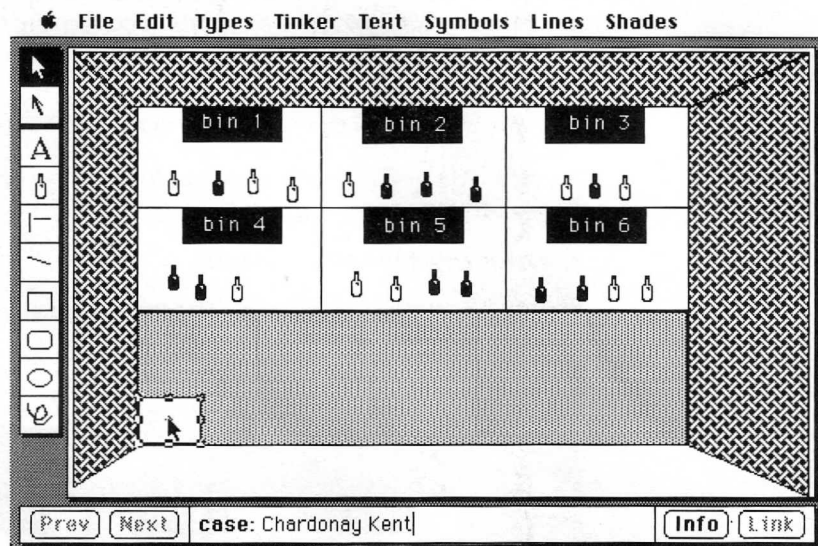 File Edit Types Tinker Text Symbols Lines Shades
A
bin 1 bin 2 bin 3
bin 4 bin 5 bin 6
Prev Next case: Chardonay Kent Info Link